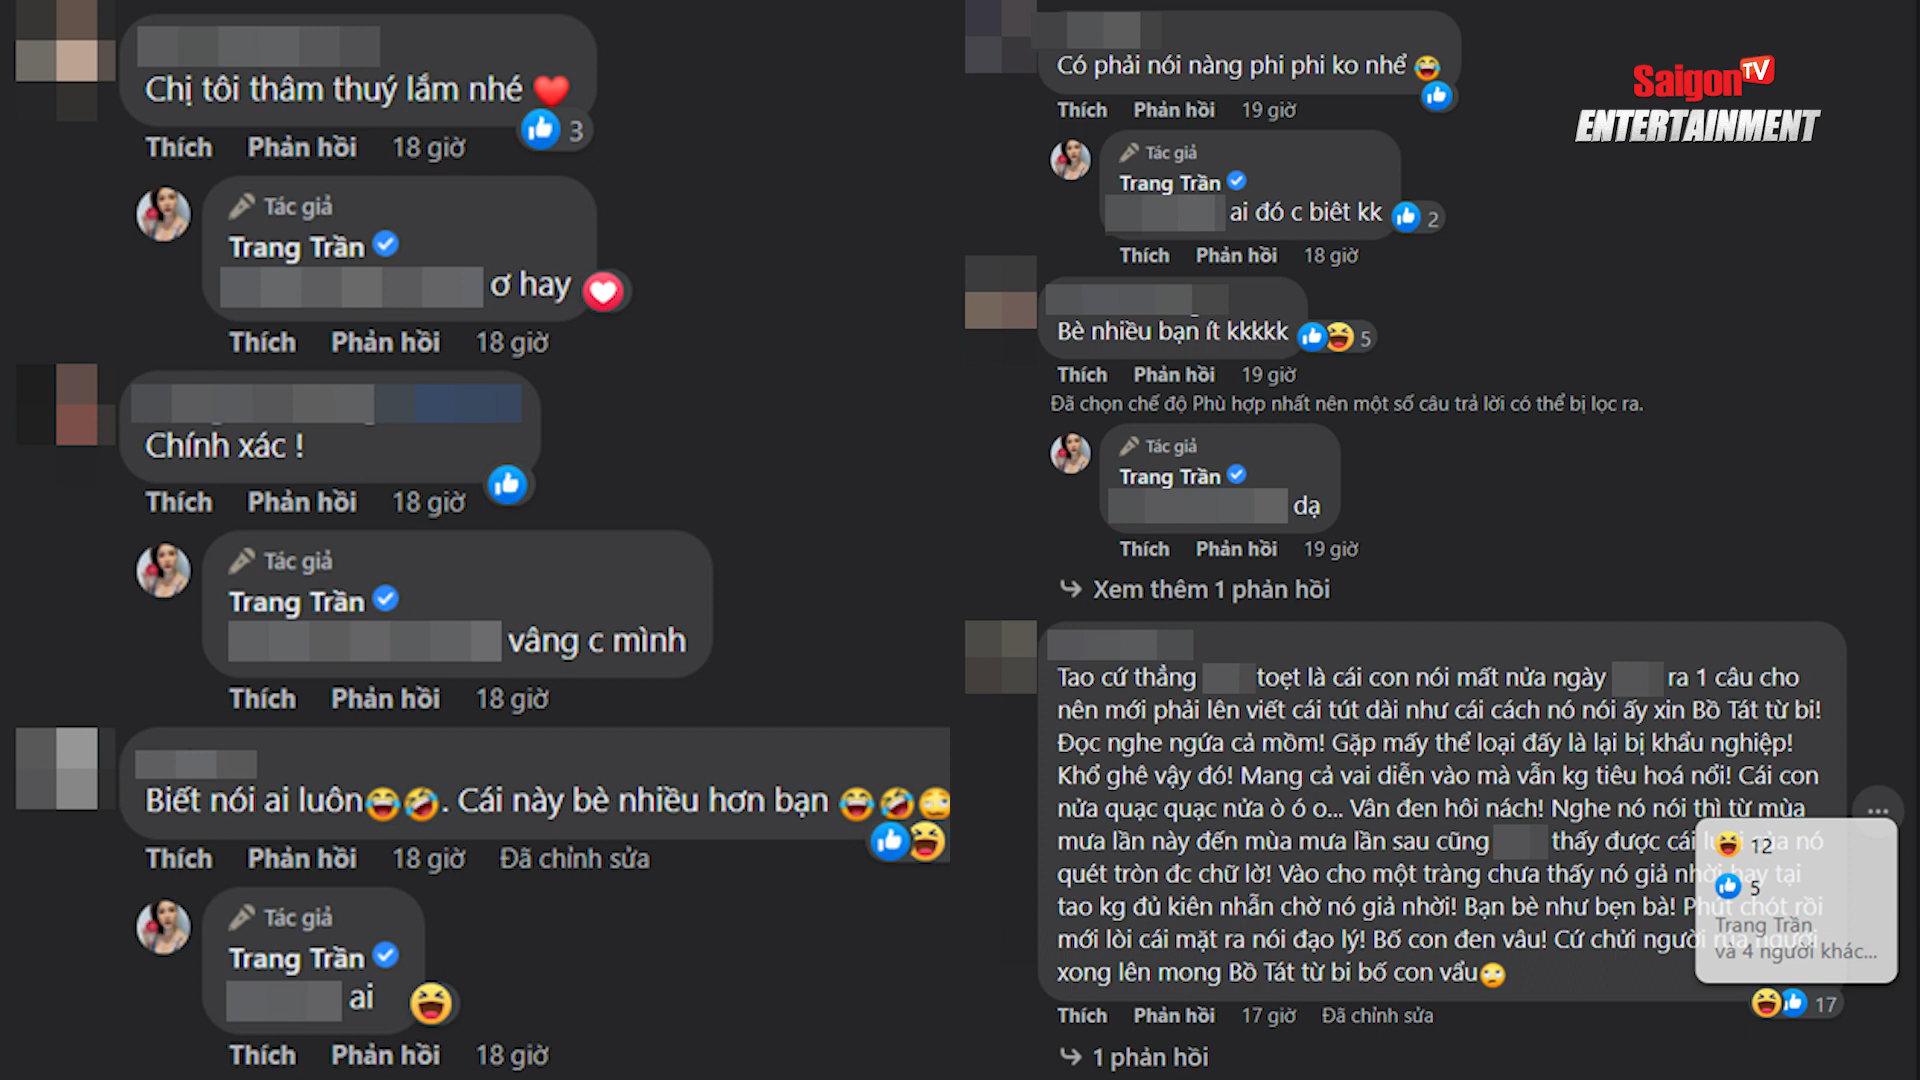 Chị tôi thâm thuý lắm nhé
3
Thích Phản hồi 18 giờ
Tác giả
Trang Trần
ơ hay
Thích Phản hồi 18 giờ
Chính xác !
Thích Phản hồi 18 giờ
Tác giả
Trang Trần
vâng c mình
Thích Phản hồi 18 giờ
Biết nói ai luôn😂🤣. Cái này bè nhiều hơn bạn 😂🤣
Thích Phản hồi 18 giờ Đã chỉnh sửa
Tác giả
Trang Trần
ai
Thích Phản hồi 18 giờ
Có phải nói nàng phi phi ko nhể 😂
Thích Phản hồi 19 giờ
Tác giả
Trang Trần
ai đó c biêt kk
2
Thích Phản hồi 18 giờ
Bè nhiều bạn ít kkkkk
5
Thích Phản hồi 19 giờ
Đã chọn chế độ Phù hợp nhất nên một số câu trả lời có thể bị lọc ra.
Tác giả
Trang Trần
dạ
Thích Phản hồi 19 giờ
Xem thêm 1 phản hồi
Tao cứ thẳng toẹt là cái con nói mất nửa ngày ra 1 câu cho
nên mới phải lên viết cái tút dài như cái cách nó nói ấy xin Bồ Tát từ bi!
Đọc nghe ngứa cả mồm! Gặp mấy thể loại đấy là lại bị khẩu nghiệp!
Khổ ghê vậy đó! Mang cả vai diễn vào mà vẫn kg tiêu hoá nổi! Cái con
nửa quạc quạc nửa ò ó o... Vân đen hôi nách! Nghe nó nói thì từ mùa
mưa lần này đến mùa mưa lần sau cũng thấy được cái của nó
quét tròn đc chữ lờ! Vào cho một tràng chưa thấy nó giả nhời hay tại
tao kg đủ kiên nhẫn chờ nó giả nhời! Bạn bè như bẹn bà! Phút chót rồi
mới lòi cái mặt ra nói đạo lý! Bố con đen vâu! Cứ chửi người rủa người
xong lên mong Bồ Tát từ bi bố con vẩu🙄
12
5
Trang Trần
và 4 người khác...
17
Thích Phản hồi 17 giờ Đã chỉnh sửa
1 phản hồi
Saigon TV
ENTERTAINMENT